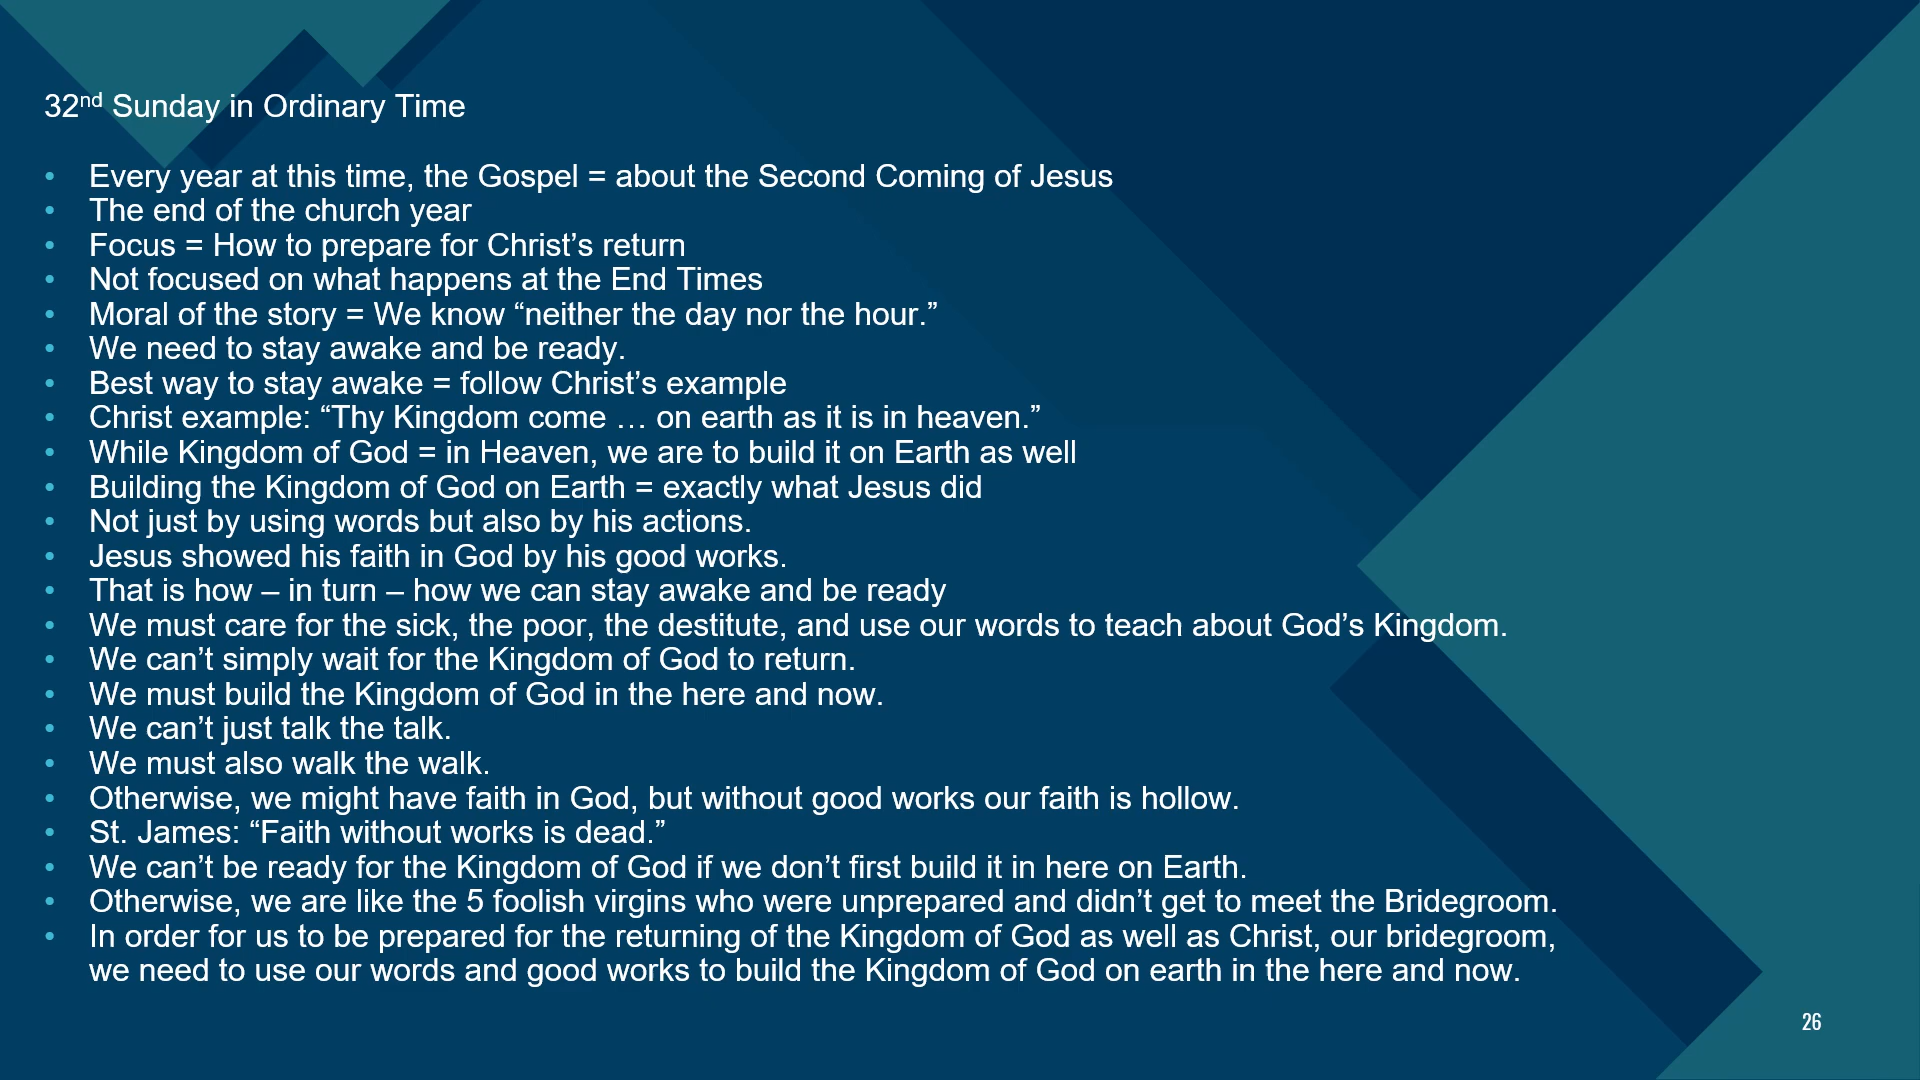 32nd Sunday in Ordinary Time
• Every year at this time, the Gospel = about the Second Coming of Jesus
• The end of the church year
• Focus = How to prepare for Christ’s return
• Not focused on what happens at the End Times
• Moral of the story = We know “neither the day nor the hour.”
• We need to stay awake and be ready.
• Best way to stay awake = follow Christ’s example
• Christ example: “Thy Kingdom come … on earth as it is in heaven.”
• While Kingdom of God = in Heaven, we are to build it on Earth as well
• Building the Kingdom of God on Earth = exactly what Jesus did
• Not just by using words but also by his actions.
• Jesus showed his faith in God by his good works.
• That is how – in turn – how we can stay awake and be ready
• We must care for the sick, the poor, the destitute, and use our words to teach about God’s Kingdom.
• We can’t simply wait for the Kingdom of God to return.
• We must build the Kingdom of God in the here and now.
• We can’t just talk the talk.
• We must also walk the walk.
• Otherwise, we might have faith in God, but without good works our faith is hollow.
• St. James: “Faith without works is dead.”
• We can’t be ready for the Kingdom of God if we don’t first build it in here on Earth.
• Otherwise, we are like the 5 foolish virgins who were unprepared and didn’t get to meet the Bridegroom.
• In order for us to be prepared for the returning of the Kingdom of God as well as Christ, our bridegroom,
we need to use our words and good works to build the Kingdom of God on earth in the here and now.
26